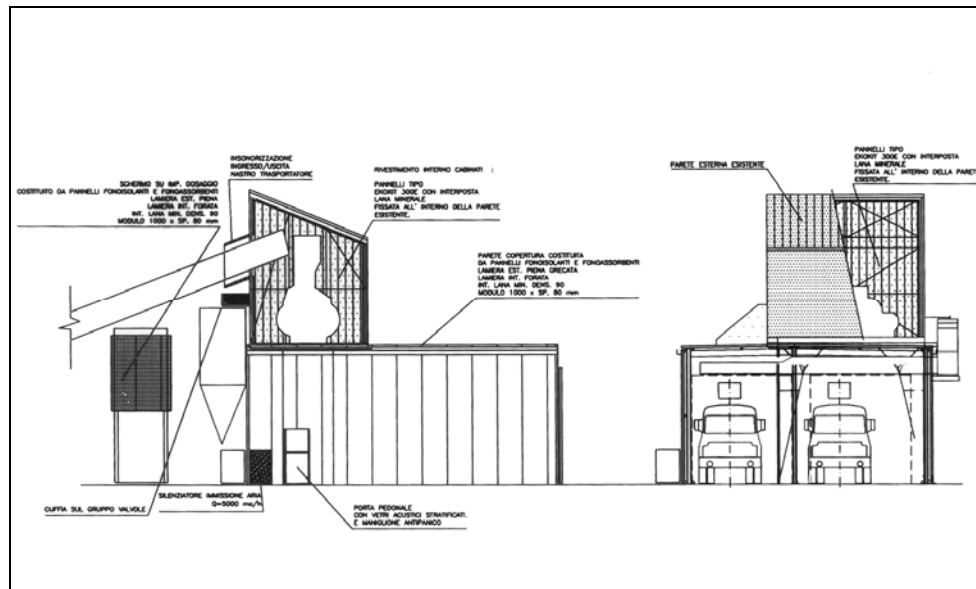 INSONORIZZAZIONE
INGRESSO/USCITA
NASTRO TRASPORTATORE
SCHERMO SU IMP. DOSAGGIO
COSTITUITO DA PANNELLI FONOISOLANTI E FONOASSORBENTI
LAMIERA EST. PIENA
LAMIERA INT. FORATA
INT. LANA MIN. DENS. 90
MODULO 1000 x SP. 80 mm
RIVESTIMENTO INTERNO CABINATI :
PANNELLI TIPO
EKOKIT 300E CON INTERPOSTA
LANA MINERALE
FISSATA ALL' INTERNO DELLA PARETE
ESISTENTE.
PARETE COPERTURA COSTITUITA
DA PANNELLI FONOISOLANTI E FONOASSORBENTI
LAMIERA EST. PIENA GRECATA
LAMIERA INT. FORATA
INT. LANA MIN. DENS. 90
MODULO 1000 x SP. 80 mm
PARETE ESTERNA ESISTENTE
PANNELLI TIPO
EKOKIT 300E CON INTERPOSTA
LANA MINERALE
FISSATA ALL' INTERNO DELLA PARETE
ESISTENTE.
SILENZIATORE IMMISSIONE ARIA
Q=5000 mc/h
CUFFIA SUL GRUPPO VALVOLE
PORTA PEDONALE
CON VETRI ACUSTICI STRATIFICATI.
E MANIGLIONE ANTIPANICO